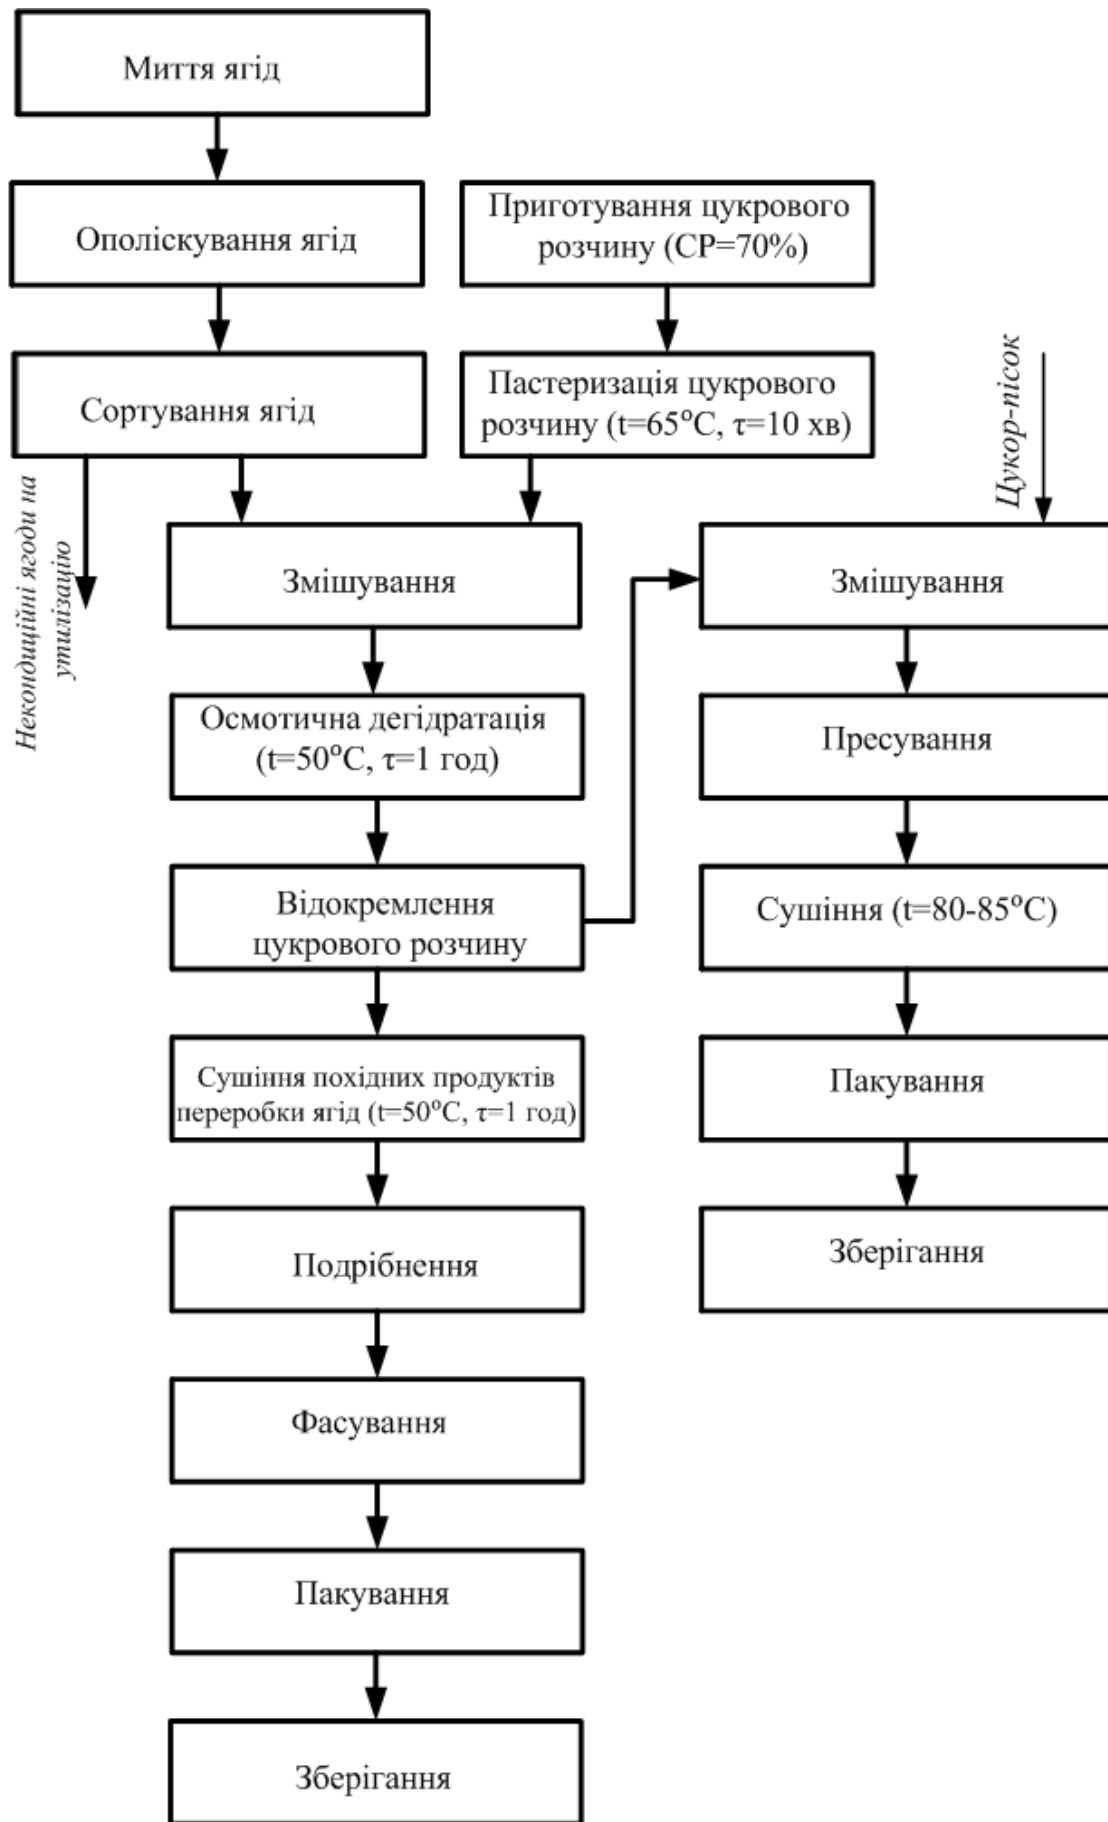 Миття ягід
Ополіскування ягід
Приготування цукрового
розчину (СР=70%)
Сортування ягід
Пастеризація цукрового
розчину (t=65°C, τ=10 хв)
Цукор-пісок
Некондиційні ягоди на
утилізацію
Змішування
Змішування
Осмотична дегідратація
(t=50°C, τ=1 год)
Пресування
Відокремлення
цукрового розчину
Сушіння (t=80-85°C)
Сушіння похідних продуктів
переробки ягід (t=50°C, τ=1 год)
Пакування
Подрібнення
Зберігання
Фасування
Пакування
Зберігання